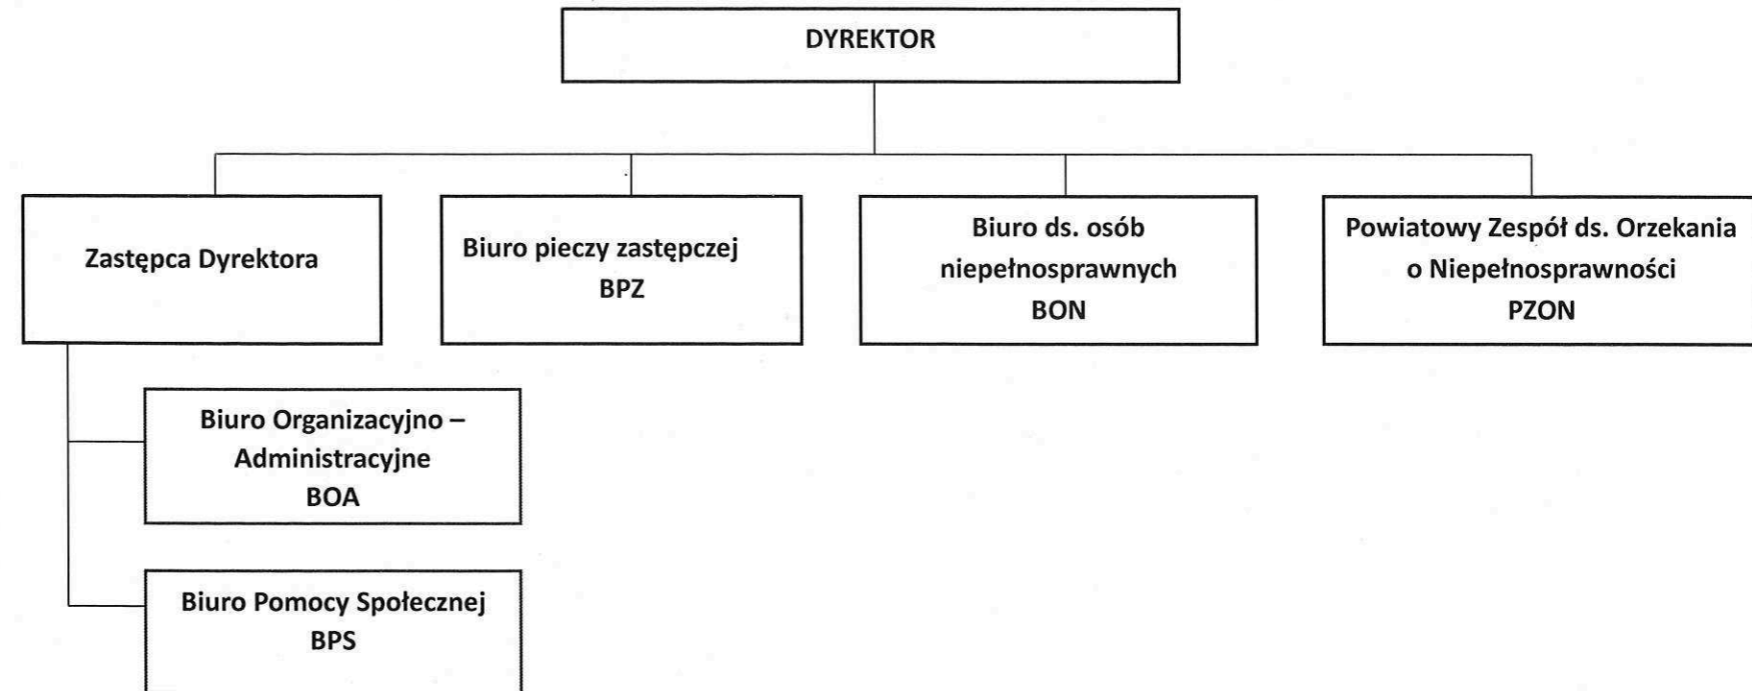 DYREKTOR
Zastępca Dyrektora
Biuro pieczy zastępczej
BPZ
Biuro ds. osób
niepełnosprawnych
BON
Powiatowy Zespół ds. Orzekania
o Niepełnosprawności
PZON
Biuro Organizacyjno –
Administracyjne
BOA
Biuro Pomocy Społecznej
BPS